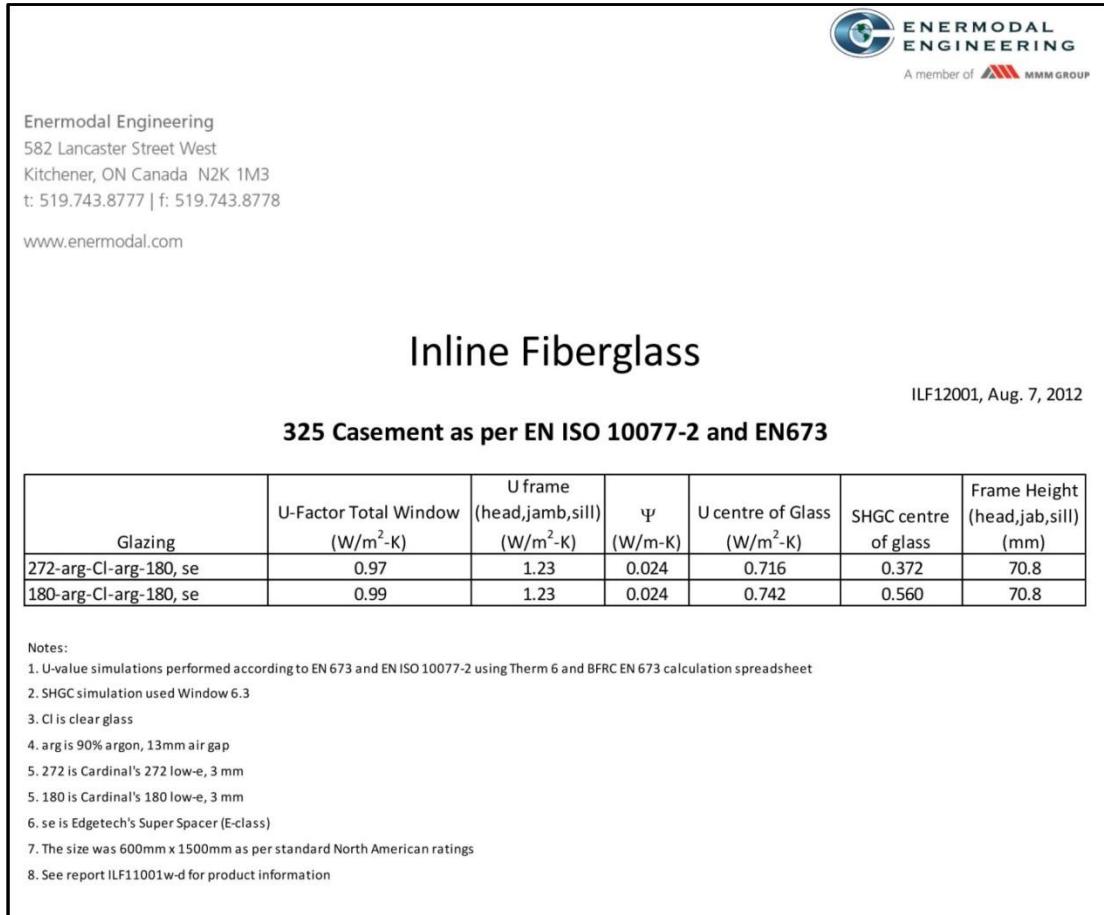 ENERMODAL
ENGINEERING
A member of MMM GROUP
Enermodal Engineering
582 Lancaster Street West
Kitchener, ON Canada N2K 1M3
t: 519.743.8777 | f: 519.743.8778
www.enermodal.com
Inline Fiberglass
ILF12001, Aug. 7, 2012
325 Casement as per EN ISO 10077-2 and EN673
Glazing U-Factor Total Window (W/m²-K) U frame (head,jamb,sill) (W/m²-K) Ψ (W/m-K) U centre of Glass (W/m²-K) SHGC centre of glass Frame Height (head,jab,sill) (mm)
272-arg-Cl-arg-180, se 0.97 1.23 0.024 0.716 0.372 70.8
180-arg-Cl-arg-180, se 0.99 1.23 0.024 0.742 0.560 70.8
Notes:
1. U-value simulations performed according to EN 673 and EN ISO 10077-2 using Therm 6 and BFRC EN 673 calculation spreadsheet
2. SHGC simulation used Window 6.3
3. Cl is clear glass
4. arg is 90% argon, 13mm air gap
5. 272 is Cardinal's 272 low-e, 3 mm
5. 180 is Cardinal's 180 low-e, 3 mm
6. se is Edgetech's Super Spacer (E-class)
7. The size was 600mm x 1500mm as per standard North American ratings
8. See report ILF11001w-d for product information